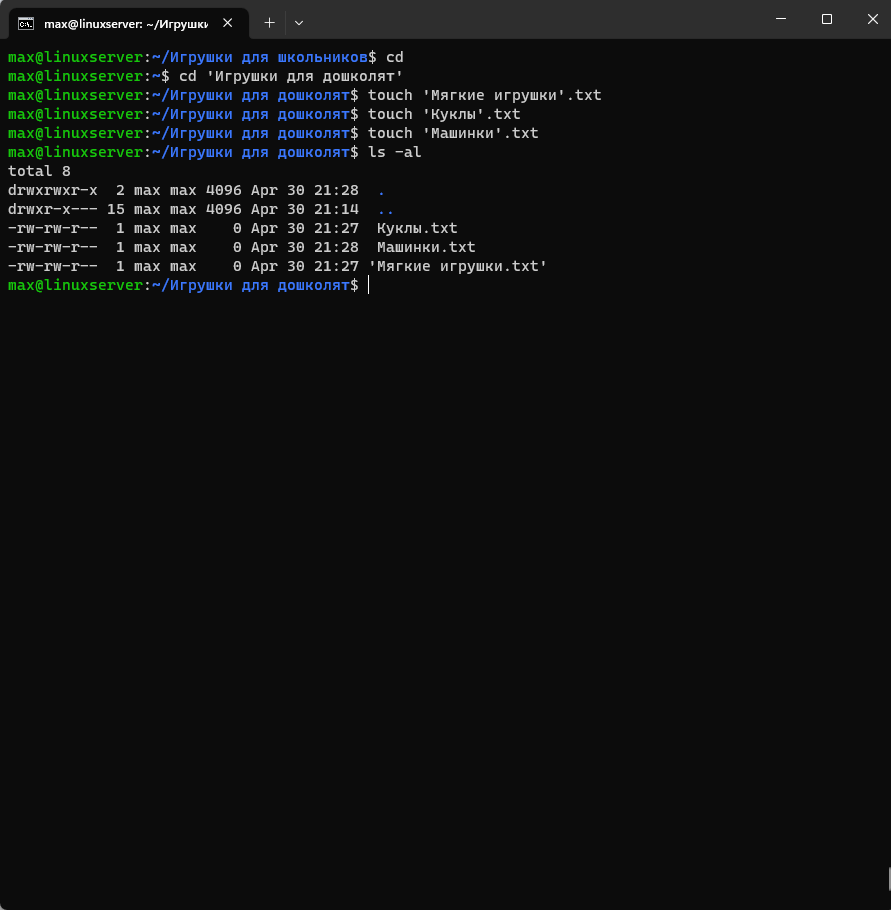 max@linuxserver: ~/Игрушки
max@linuxserver:~/Игрушки для школьников$ cd
max@linuxserver:~$ cd 'Игрушки для дошколят'
max@linuxserver:~/Игрушки для дошколят$ touch 'Мягкие игрушки'.txt
max@linuxserver:~/Игрушки для дошколят$ touch 'Куклы'.txt
max@linuxserver:~/Игрушки для дошколят$ touch 'Машинки'.txt
max@linuxserver:~/Игрушки для дошколят$ ls -al
total 8
drwxrwxr-x  2 max max 4096 Apr 30 21:28  .
drwxr-x--- 15 max max 4096 Apr 30 21:14  ..
-rw-rw-r--  1 max max    0 Apr 30 21:27  Куклы.txt
-rw-rw-r--  1 max max    0 Apr 30 21:28  Машинки.txt
-rw-rw-r--  1 max max    0 Apr 30 21:27 'Мягкие игрушки.txt'
max@linuxserver:~/Игрушки для дошколят$